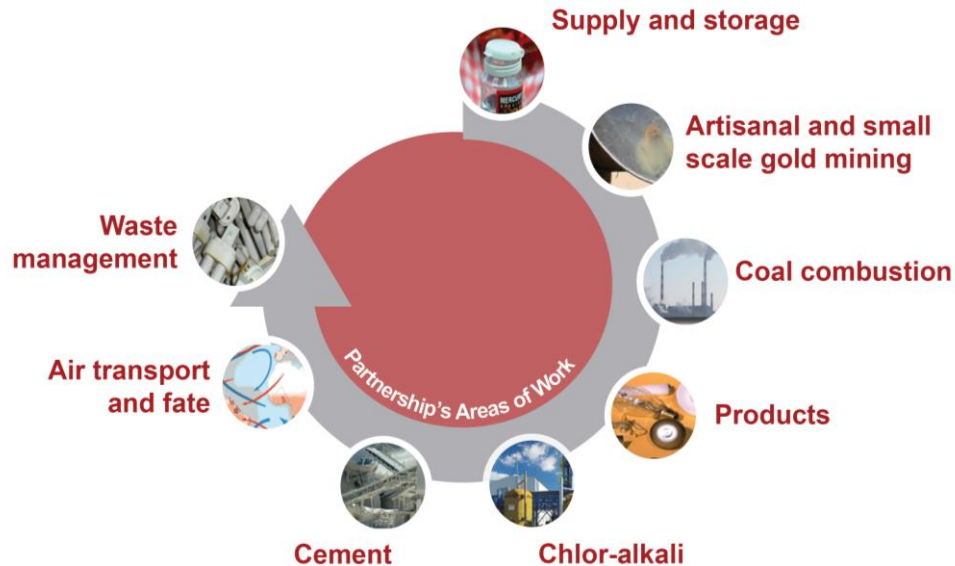 Supply and storage
Artisanal and small
scale gold mining
Coal combustion
Products
Chlor-alkali
Cement
Air transport
and fate
Waste
management
Partnership's Areas of Work
MERCURY